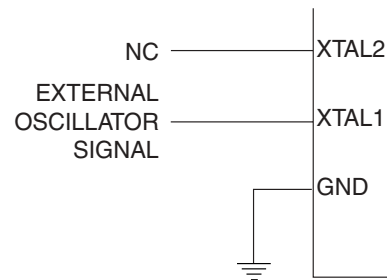 NC
XTAL2
EXTERNAL
OSCILLATOR
SIGNAL
XTAL1
GND